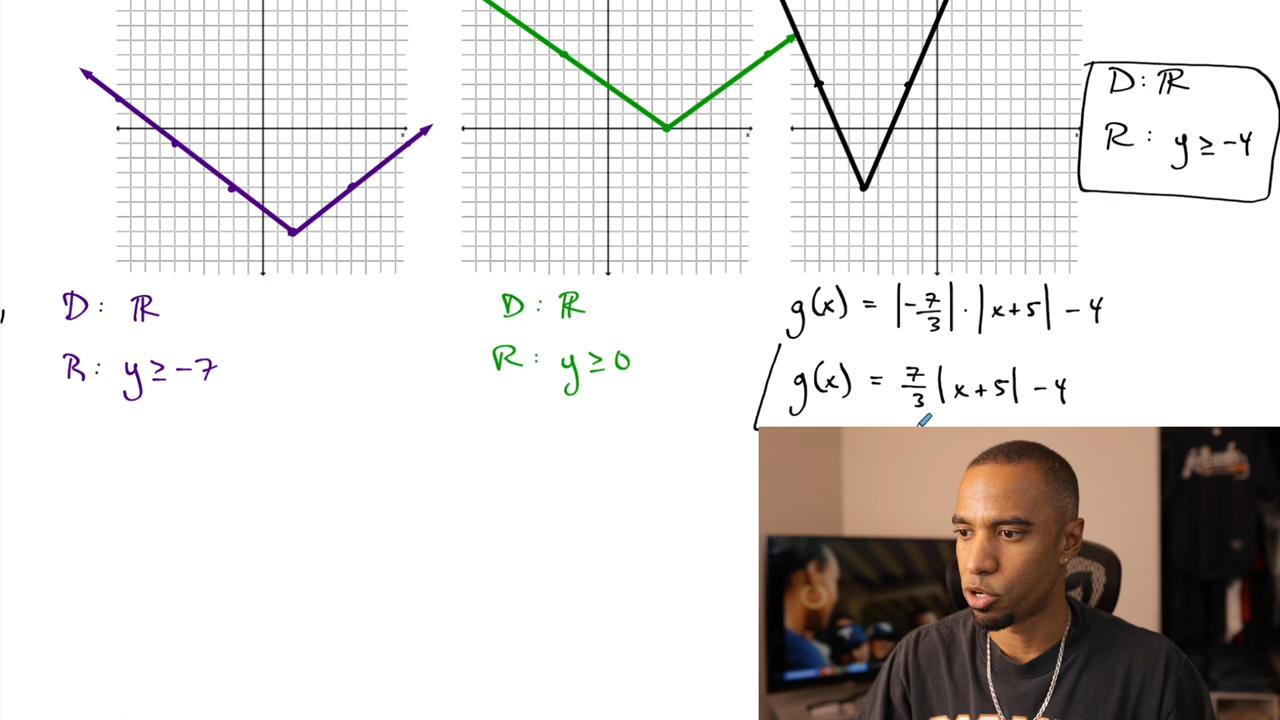 D: ℝ
R: y ≥ -4
D: ℝ
R: y ≥ -7
D: ℝ
R: y ≥ 0
g(x) = |-7/3| · |x+5| - 4
g(x) = 7/3 |x+5| - 4
x
x